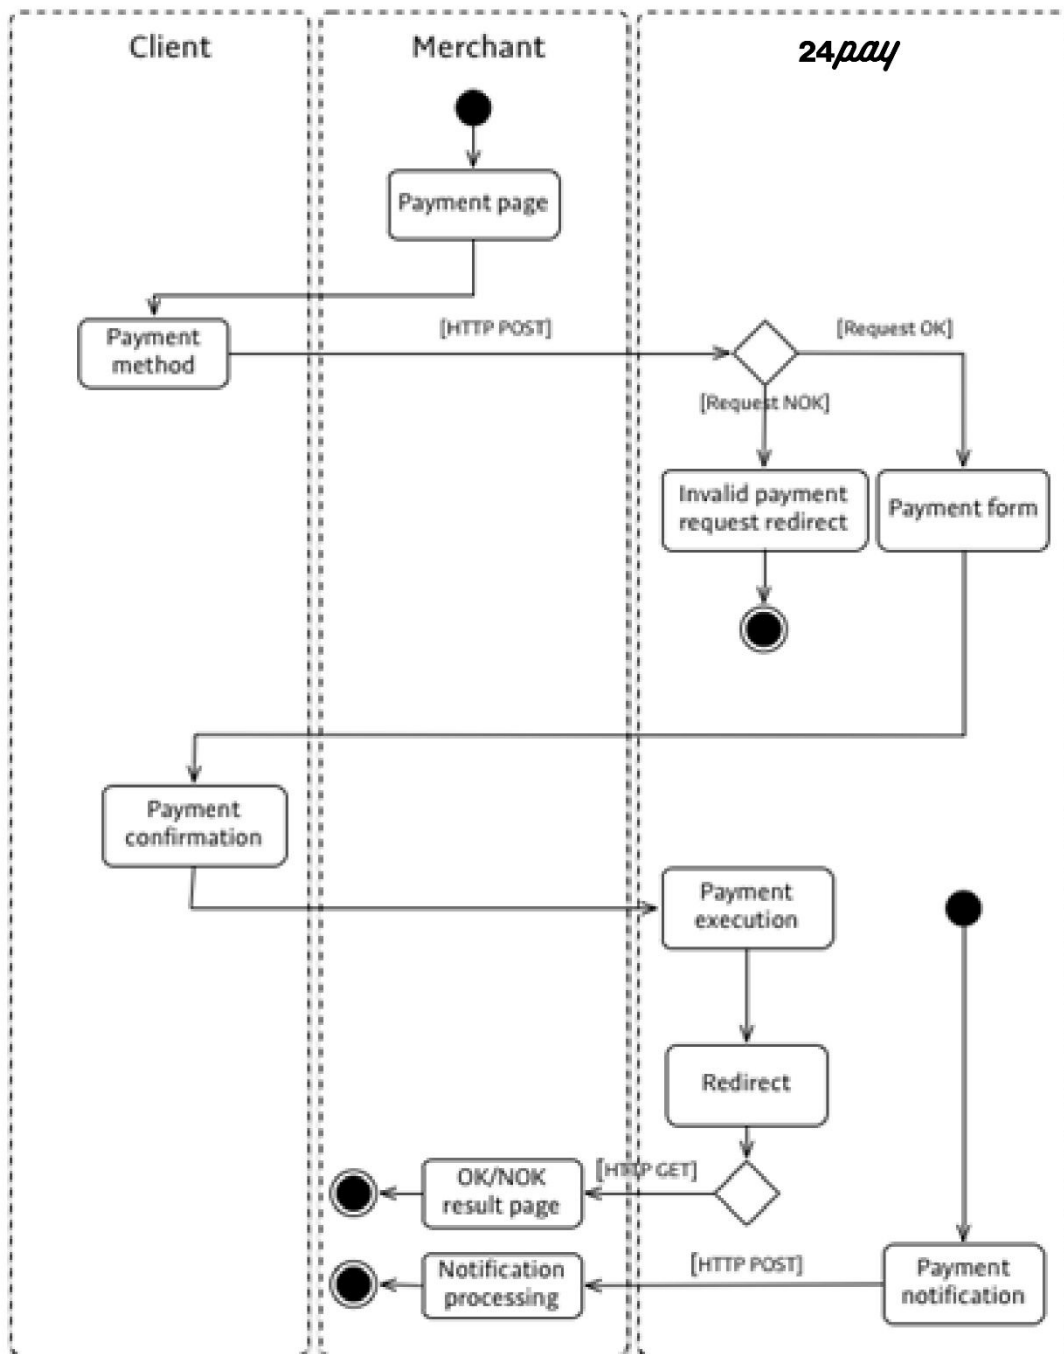 Client
Merchant
24pay
Payment page
Payment
method
[HTTP POST]
[Request OK]
[Request NOK]
Invalid payment
request redirect
Payment form
Payment
confirmation
Payment
execution
Redirect
[HTTP GET]
OK/NOK
result page
Notification
processing
[HTTP POST]
Payment
notification